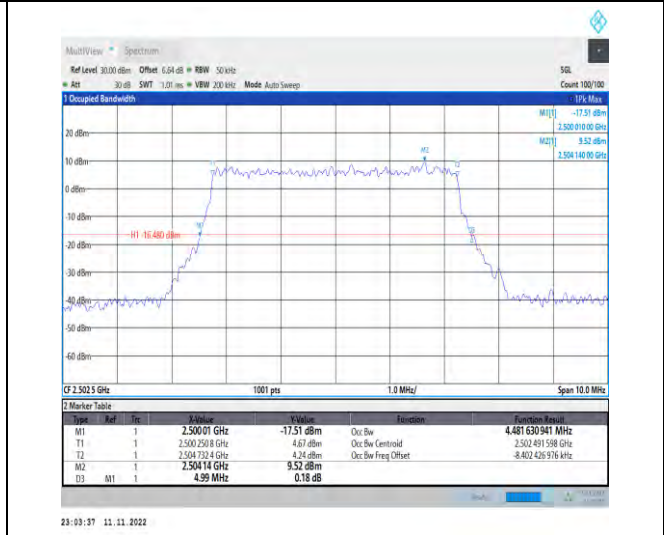 MultiView Spectrum
Ref Level 30.00 dBm Offset 6.64 dB RBW 50 kHz SGL
Att 30 dB SWT 1.01 ms VBW 200 kHz Mode Auto Sweep Count 100/100
1 Occupied Bandwidth 1Pk Max
M1[1] -17.51 dBm
2.500 010 00 GHz
M2[1] 9.52 dBm
2.504 140 00 GHz
20 dBm
M2
10 dBm
T1
T2
0 dBm
-10 dBm
M1
H1 -16.480 dBm
-20 dBm
-30 dBm
-40 dBm
-50 dBm
-60 dBm
CF 2.502 5 GHz 1001 pts 1.0 MHz/ Span 10.0 MHz
2 Marker Table
Type Ref Trc X-Value Y-Value Function Function Result
M1 1 2.500 01 GHz -17.51 dBm Occ Bw 4.481 630 941 MHz
T1 1 2.500 250 8 GHz 4.67 dBm Occ Bw Centroid 2.502 491 598 GHz
T2 1 2.504 732 4 GHz 4.24 dBm Occ Bw Freq Offset -8.402 426 976 kHz
M2 1 2.504 14 GHz 9.52 dBm
D3 M1 1 4.99 MHz 0.18 dB
23:03:37 11.11.2022